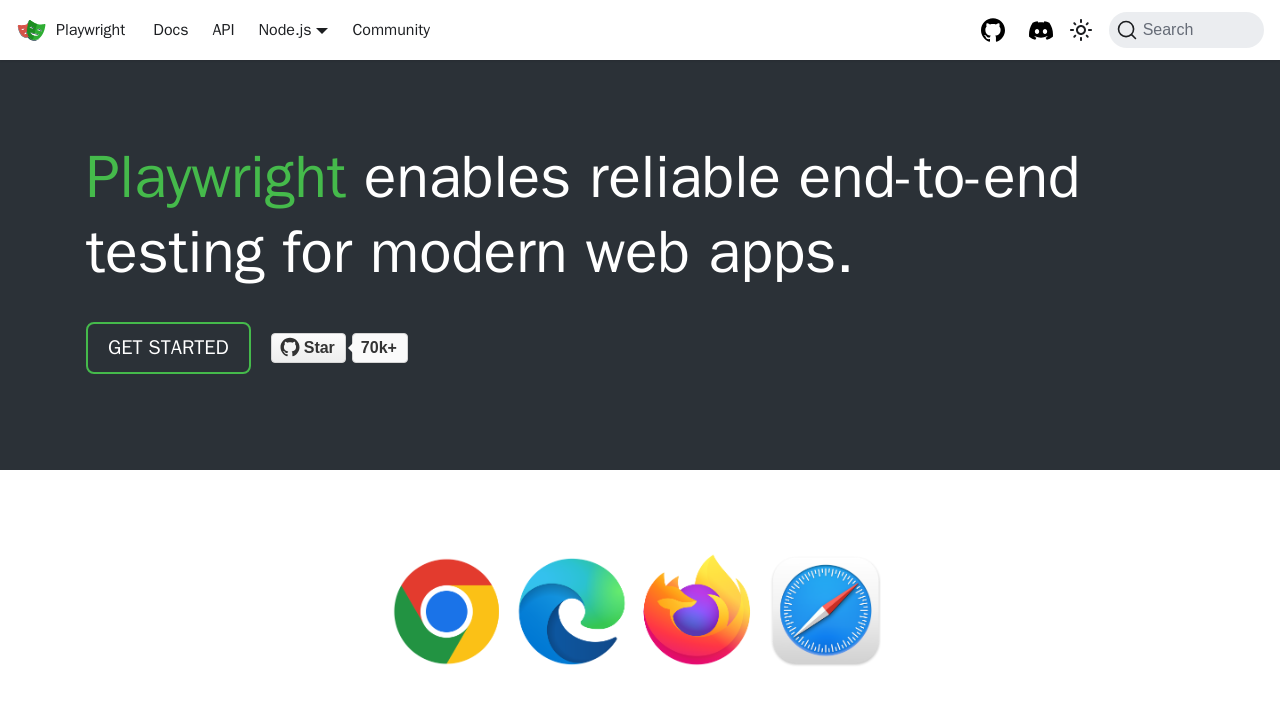 Playwright Docs API Node.js Community Search
Playwright enables reliable end-to-end
testing for modern web apps.
GET STARTED Star 70k+